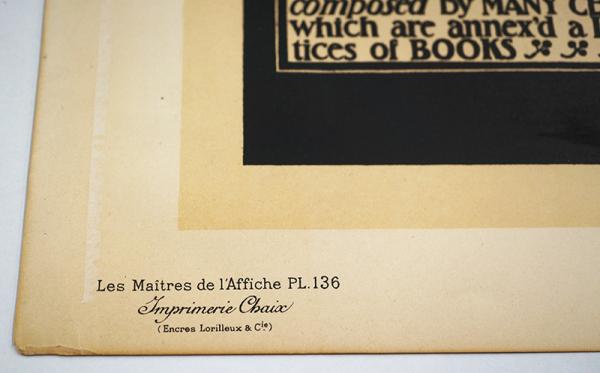 composed by MANY
which are annex'd a
tices of BOOKS
Les Maîtres de l'Affiche PL.136
Imprimerie Chaix
(Encres Lorilleux & Cie)